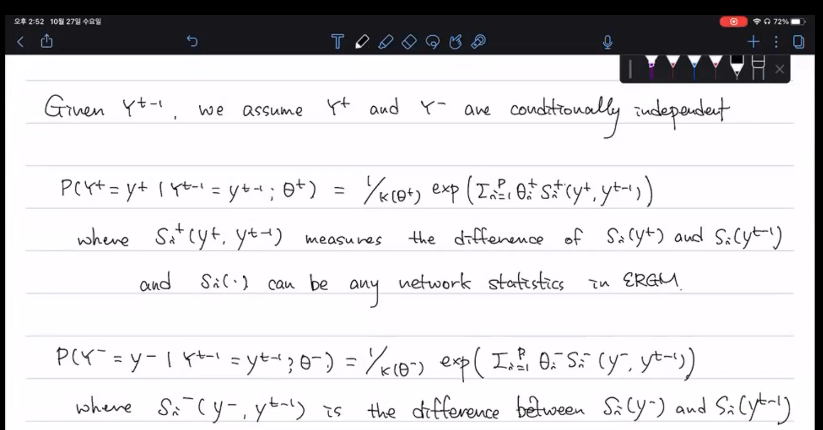 오후 2:52 10월 27일 수요일
72%
Given Y^{t-1}, we assume Y^+ and Y^- are conditionally independent
P(Y^+ = y^+ | Y^{t-1} = y^{t-1}; θ^+) = 1/K(θ^+) exp(Σ_{i=1}^{P} θ_i^+ S_i^+(y^+, y^{t-1}))
where S_i^+(y^+, y^{t-1}) measures the difference of S_i(y^+) and S_i(y^{t-1})
and S_i(·) can be any network statistics in ERGM.
P(Y^- = y^- | Y^{t-1} = y^{t-1}; θ^-) = 1/K(θ^-) exp(Σ_{i=1}^{P} θ_i^- S_i^-(y^-, y^{t-1}))
where S_i^-(y^-, y^{t-1}) is the difference between S_i(y^-) and S_i(y^{t-1})